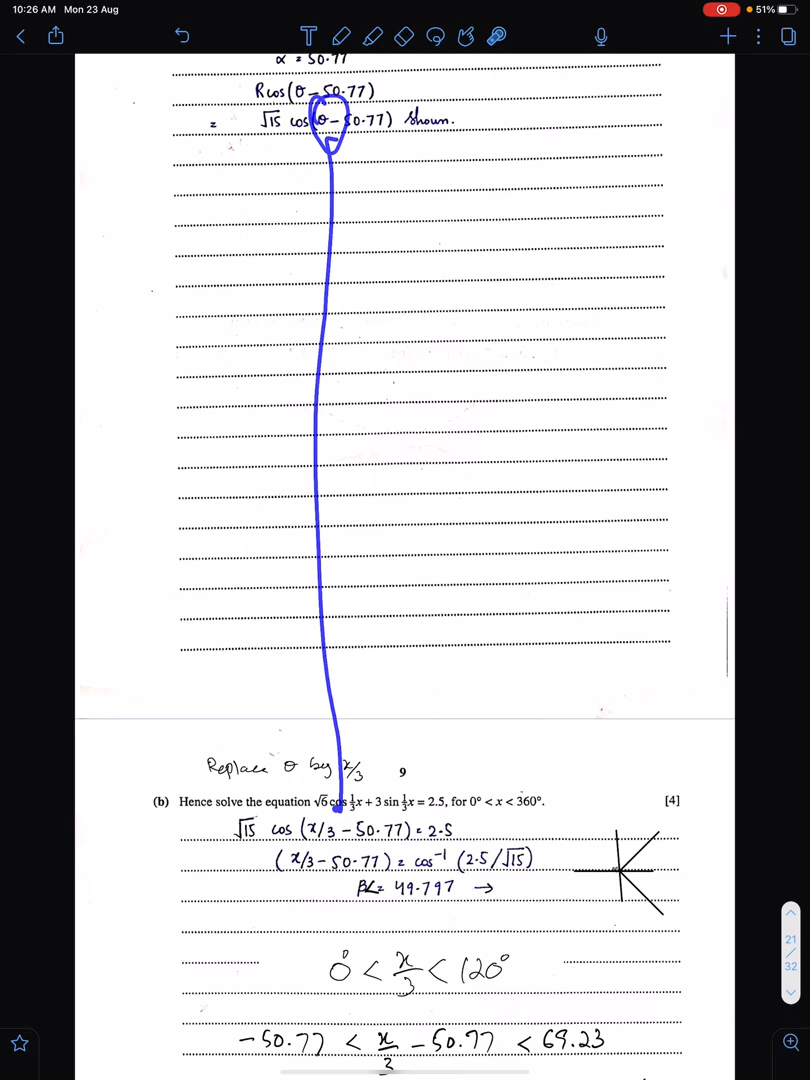 10:26 AM Mon 23 Aug
51%
α = 50.77
Rcos(θ - 50.77)
= √15 cos(θ - 50.77) Shown.
Replace θ by x/3
9
(b) Hence solve the equation √6 cos ⅓x + 3 sin ⅓x = 2.5, for 0° < x < 360°. [4]
√15 cos (x/3 - 50.77) = 2.5
(x/3 - 50.77) = cos⁻¹ (2.5/√15)
= 49.797 →
0° < x/3 < 120°
-50.77 < x/3 - 50.77 < 69.23
21
/
32